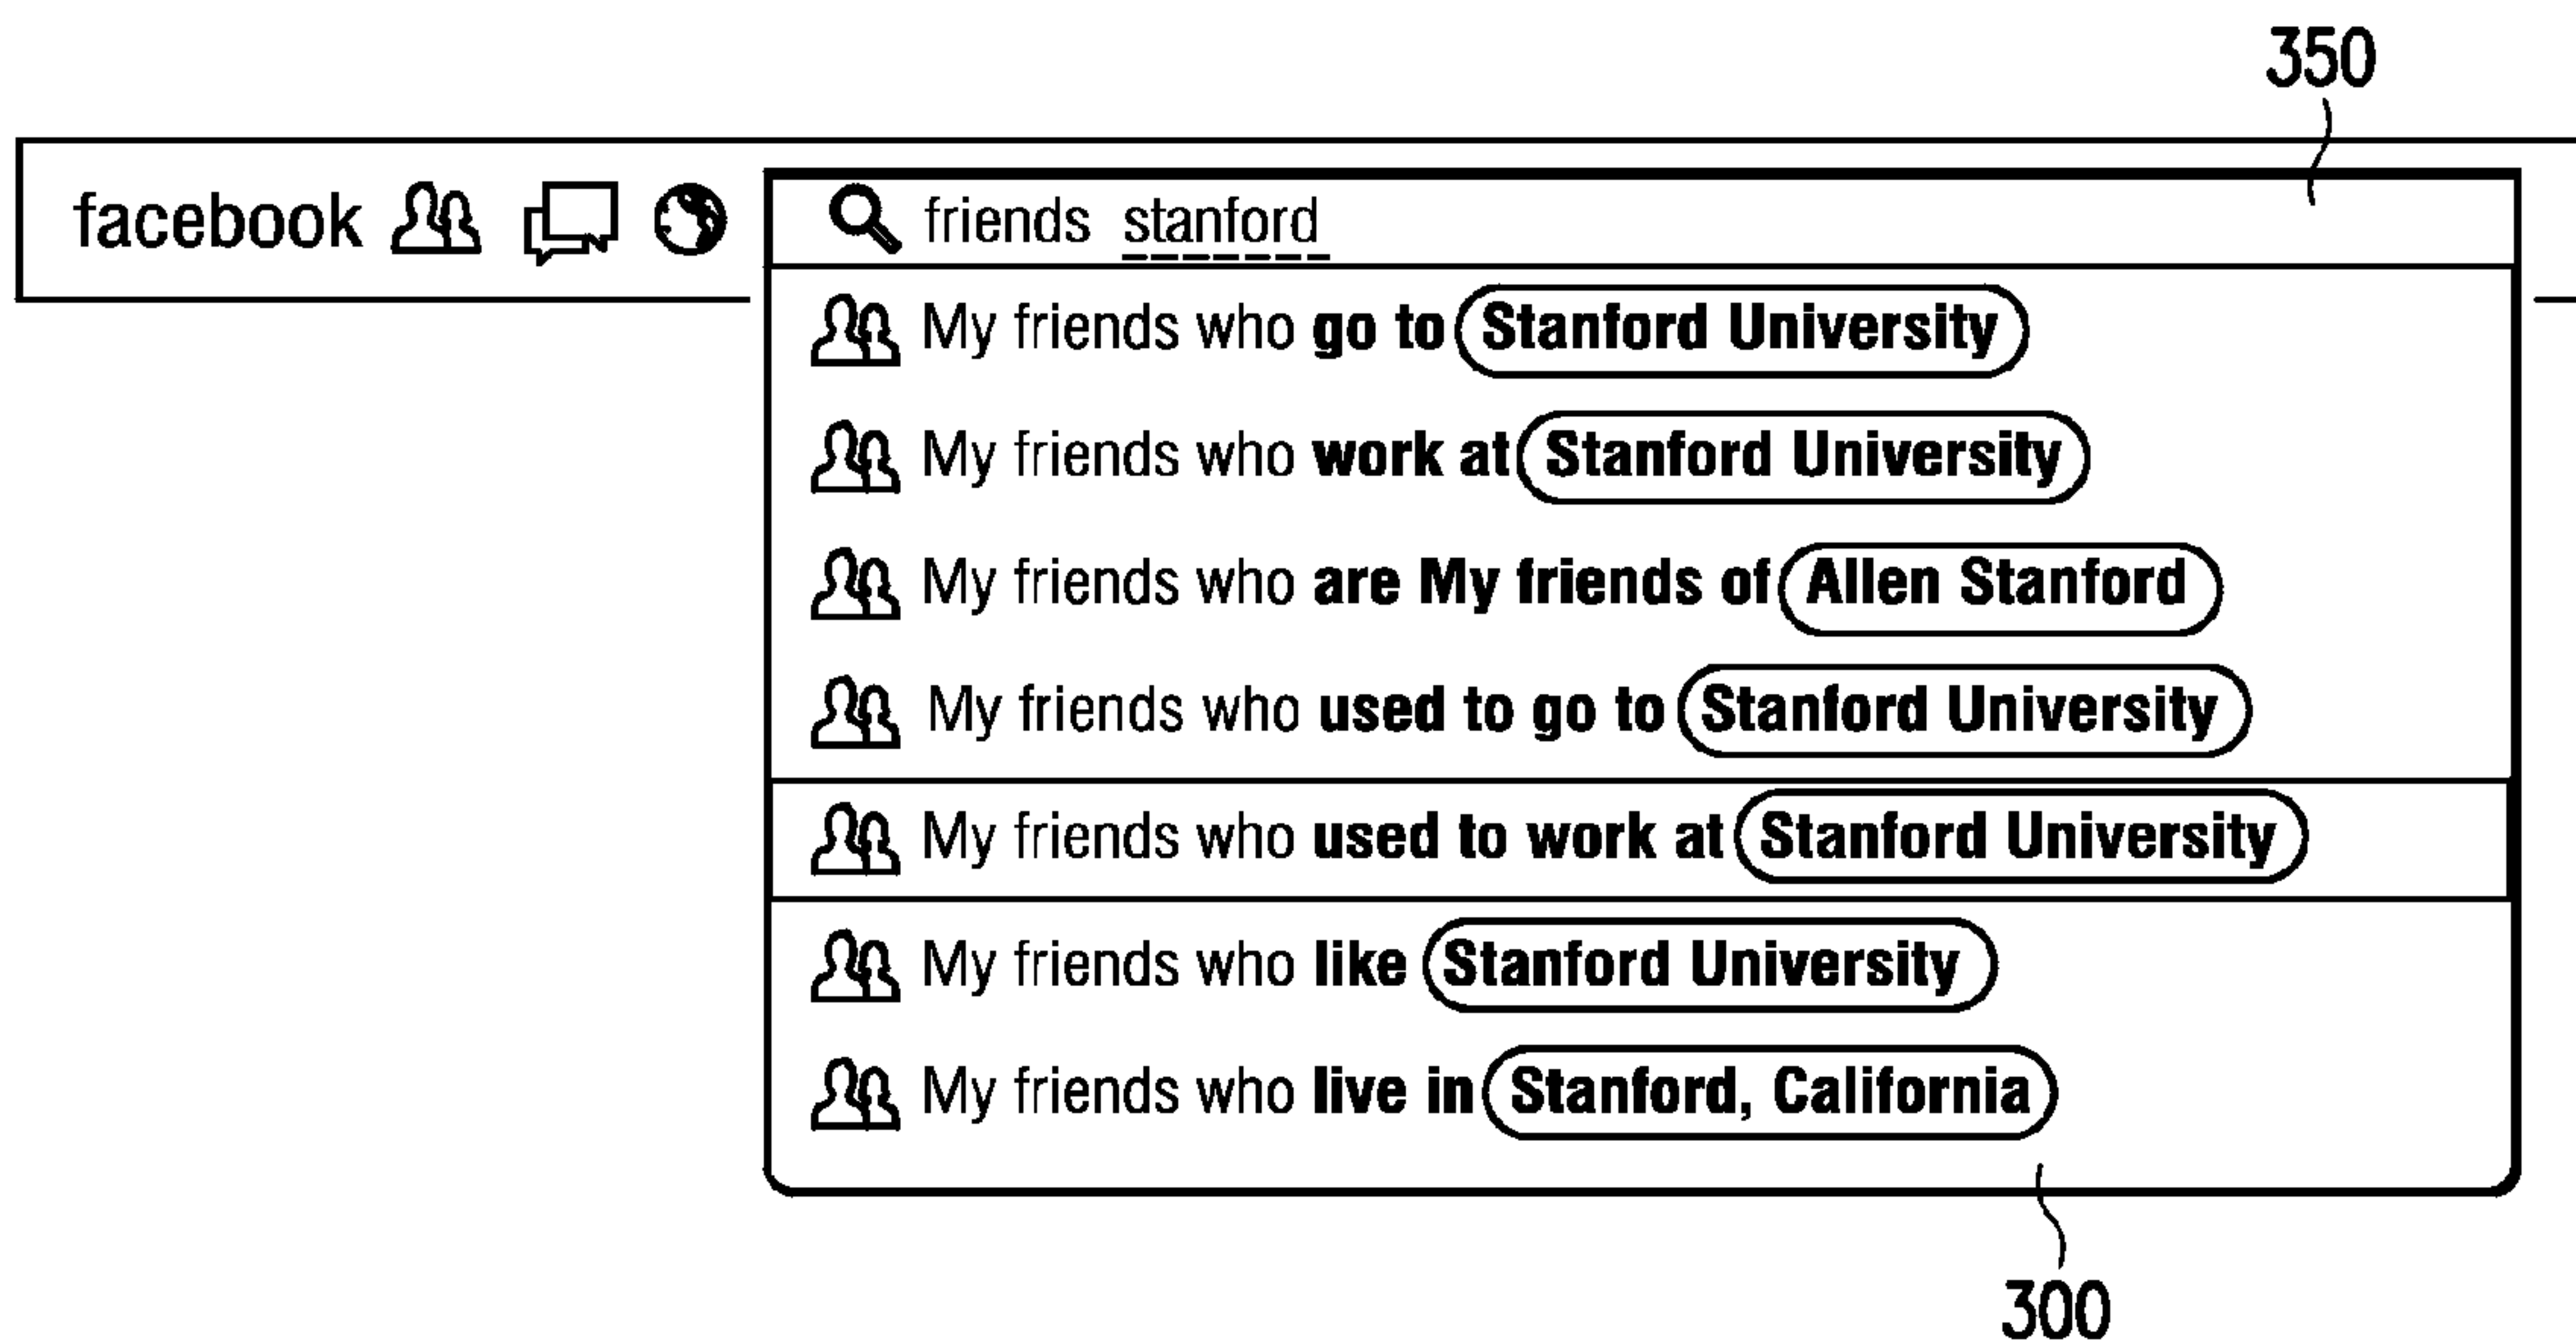 350
facebook friends stanford
My friends who go to Stanford University
My friends who work at Stanford University
My friends who are My friends of Allen Stanford
My friends who used to go to Stanford University
My friends who used to work at Stanford University
My friends who like Stanford University
My friends who live in Stanford, California
300